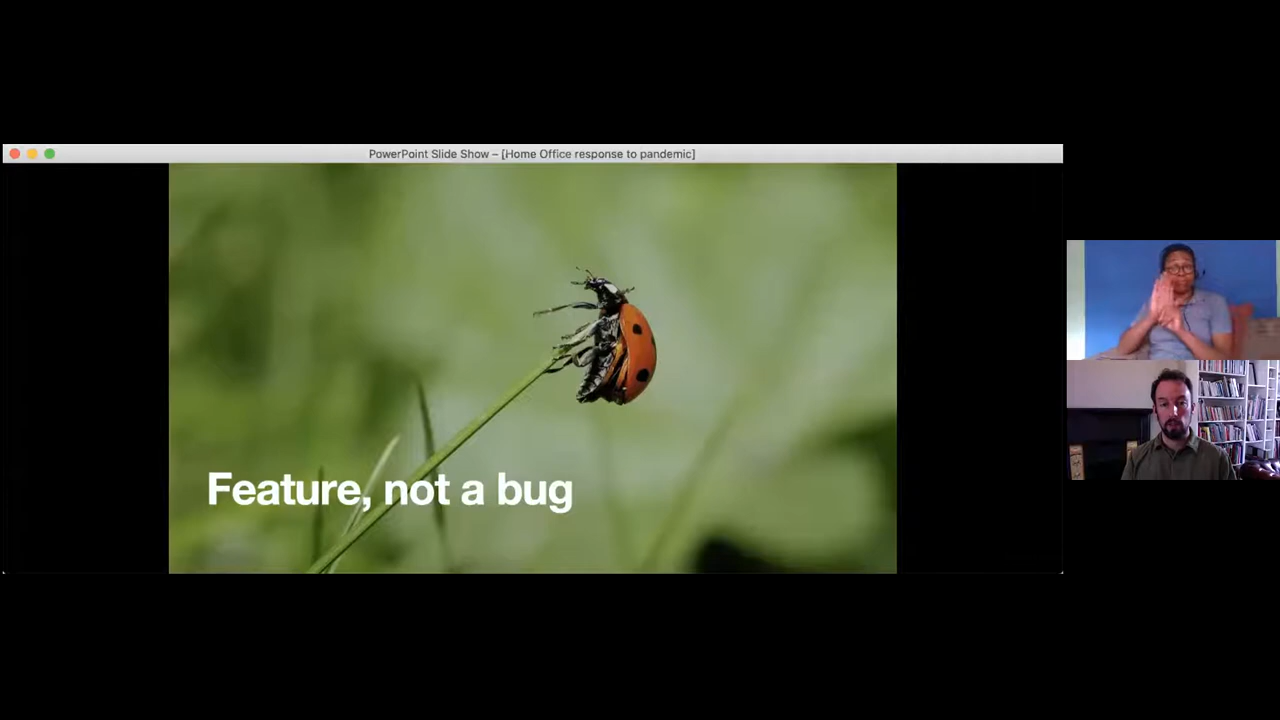 PowerPoint Slide Show – [Home Office response to pandemic]
Feature, not a bug